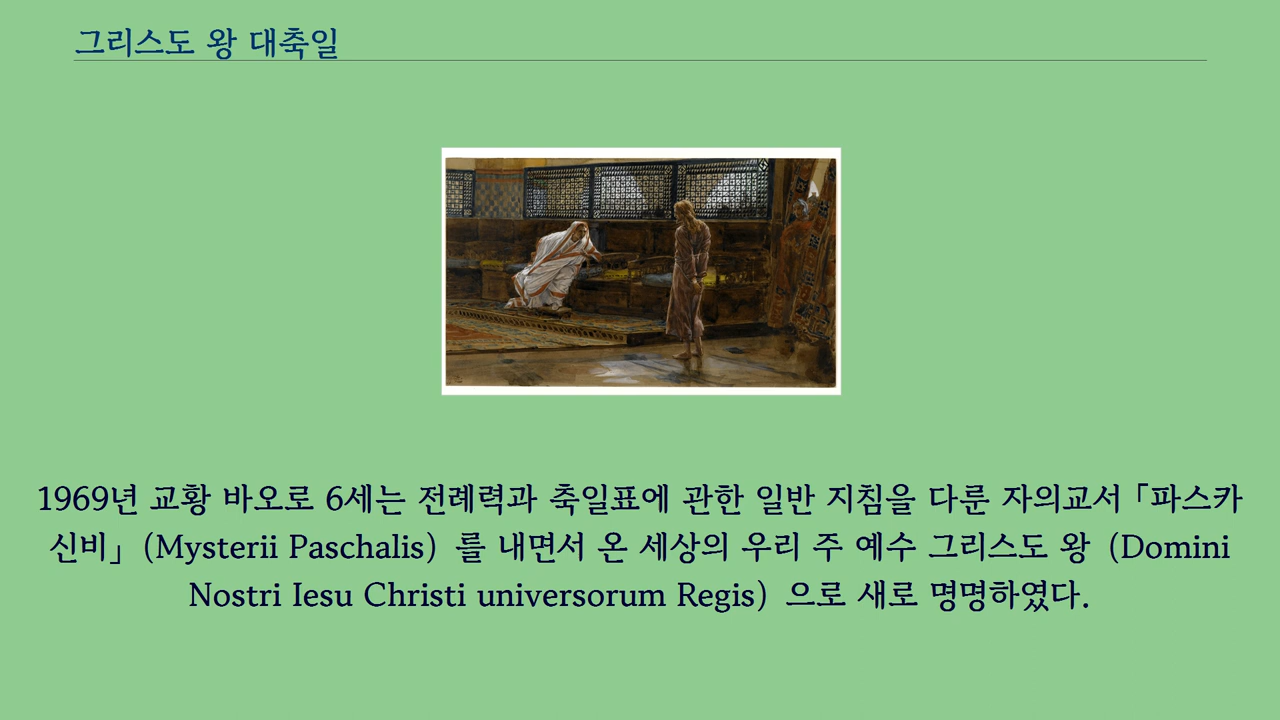 그리스도 왕 대축일
1969년 교황 바오로 6세는 전례력과 축일표에 관한 일반 지침을 다룬 자의교서 ｢파스카
신비｣ (Mysterii Paschalis) 를 내면서 온 세상의 우리 주 예수 그리스도 왕 (Domini
Nostri Iesu Christi universorum Regis) 으로 새로 명명하였다.